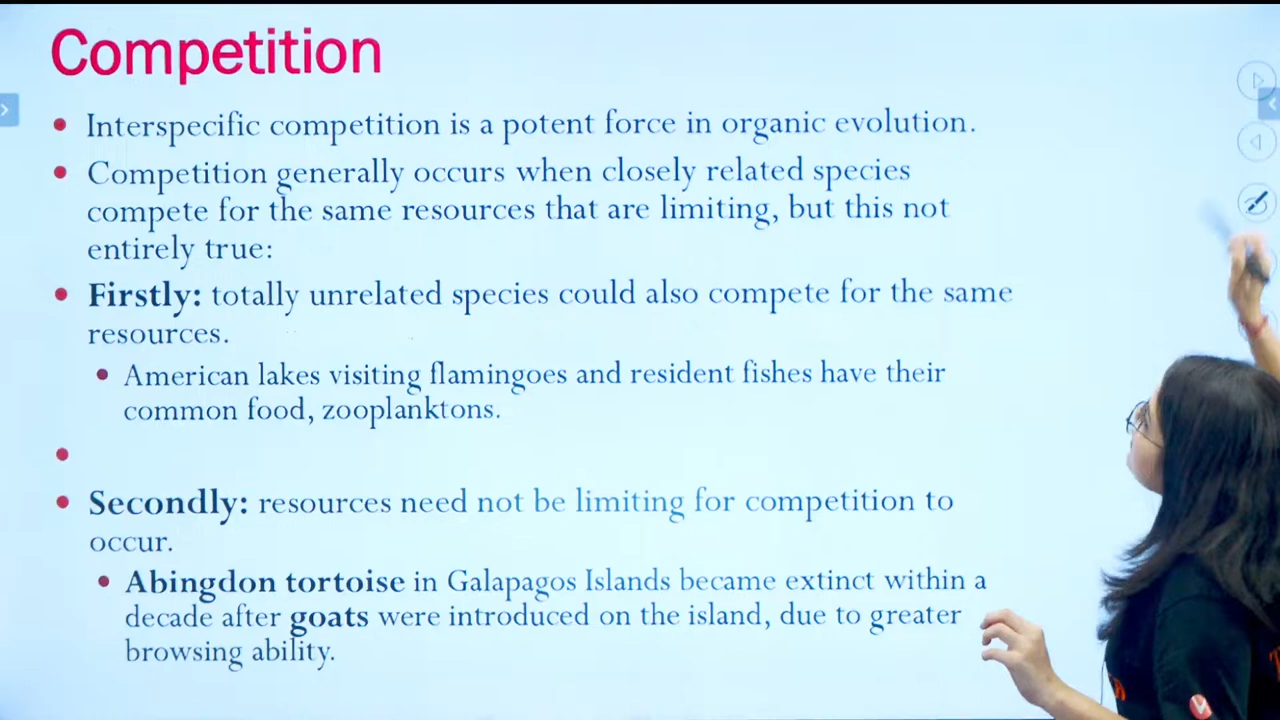 Competition
• Interspecific competition is a potent force in organic evolution.
• Competition generally occurs when closely related species
compete for the same resources that are limiting, but this not
entirely true:
• Firstly: totally unrelated species could also compete for the same
resources.
• American lakes visiting flamingoes and resident fishes have their
common food, zooplanktons.
•
• Secondly: resources need not be limiting for competition to
occur.
• Abingdon tortoise in Galapagos Islands became extinct within a
decade after goats were introduced on the island, due to greater
browsing ability.